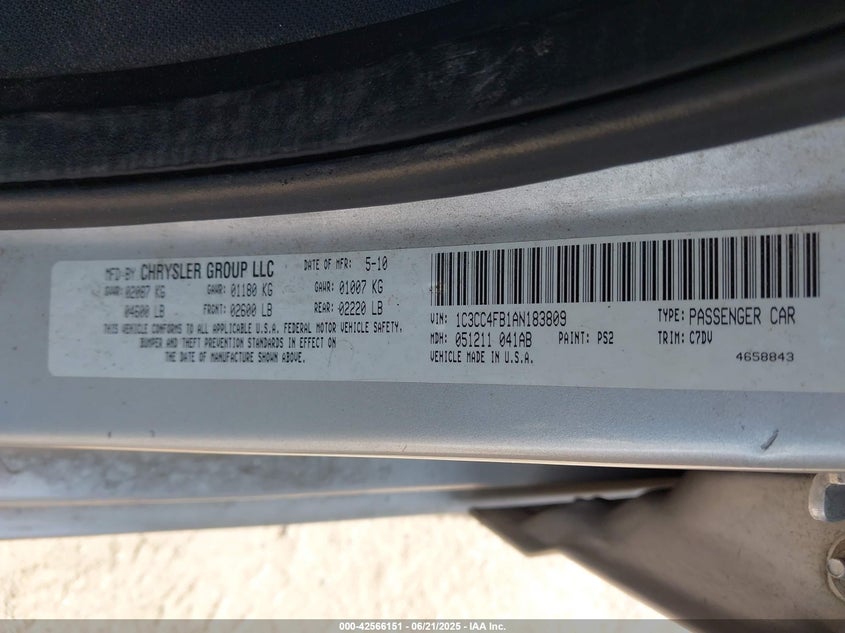 MFD-BY CHRYSLER GROUP LLC DATE OF MFR: 5-10
GVWR: 02087 KG GAWR: 01180 KG GAWR: 01007 KG
04600 LB FRONT: 02600 LB REAR: 02220 LB
THIS VEHICLE CONFORMS TO ALL APPLICABLE U.S.A. FEDERAL MOTOR VEHICLE SAFETY,
BUMPER AND THEFT PREVENTION STANDARDS IN EFFECT ON
THE DATE OF MANUFACTURE SHOWN ABOVE.
VIN: 1C3CC4FB1AN183809 TYPE: PASSENGER CAR
MDH: 051211 041AB PAINT: PS2 TRIM: C7DV
VEHICLE MADE IN U.S.A. 4658843
000-42566151 | 06/21/2025 - IAA Inc.